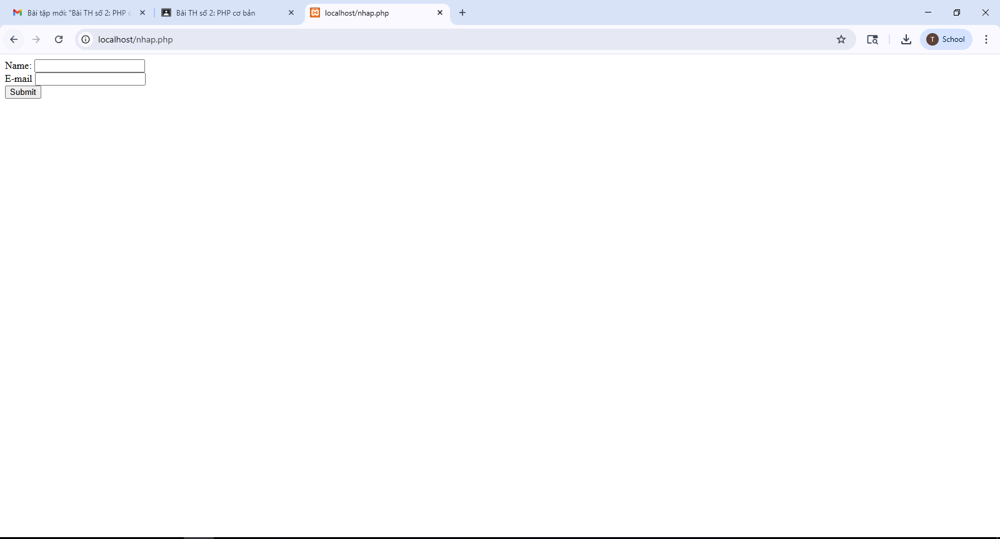 Bài tập mới: "Bài TH số 2: PHP
Bài TH số 2: PHP cơ bản
localhost/nhap.php
localhost/nhap.php
T
School
Name:
E-mail
Submit